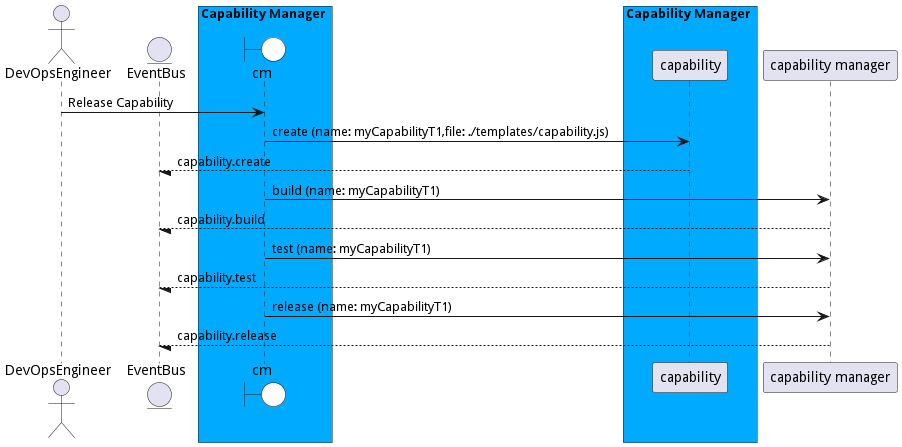 Capability Manager
Capability Manager
DevOpsEngineer
EventBus
cm
capability
capability manager
Release Capability
create (name: myCapabilityT1,file: ./templates/capability.js)
capability.create
build (name: myCapabilityT1)
capability.build
test (name: myCapabilityT1)
capability.test
release (name: myCapabilityT1)
capability.release
DevOpsEngineer
EventBus
cm
capability
capability manager